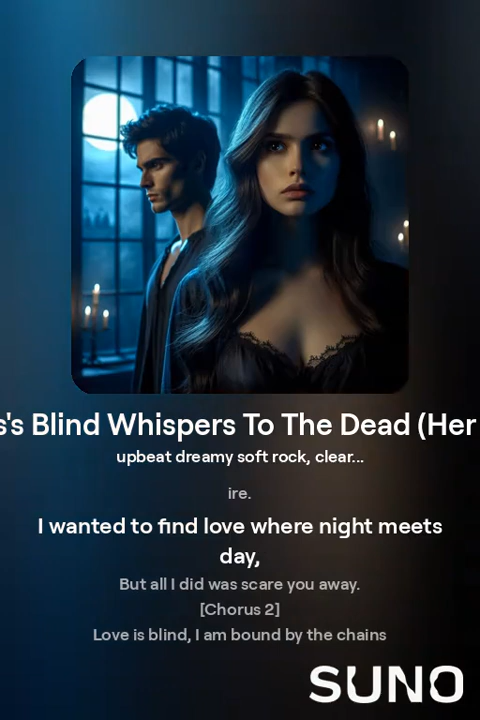 s's Blind Whispers To The Dead (Her
upbeat dreamy soft rock, clear...
ire.
I wanted to find love where night meets
day,
But all I did was scare you away.
[Chorus 2]
Love is blind, I am bound by the chains
SUNO